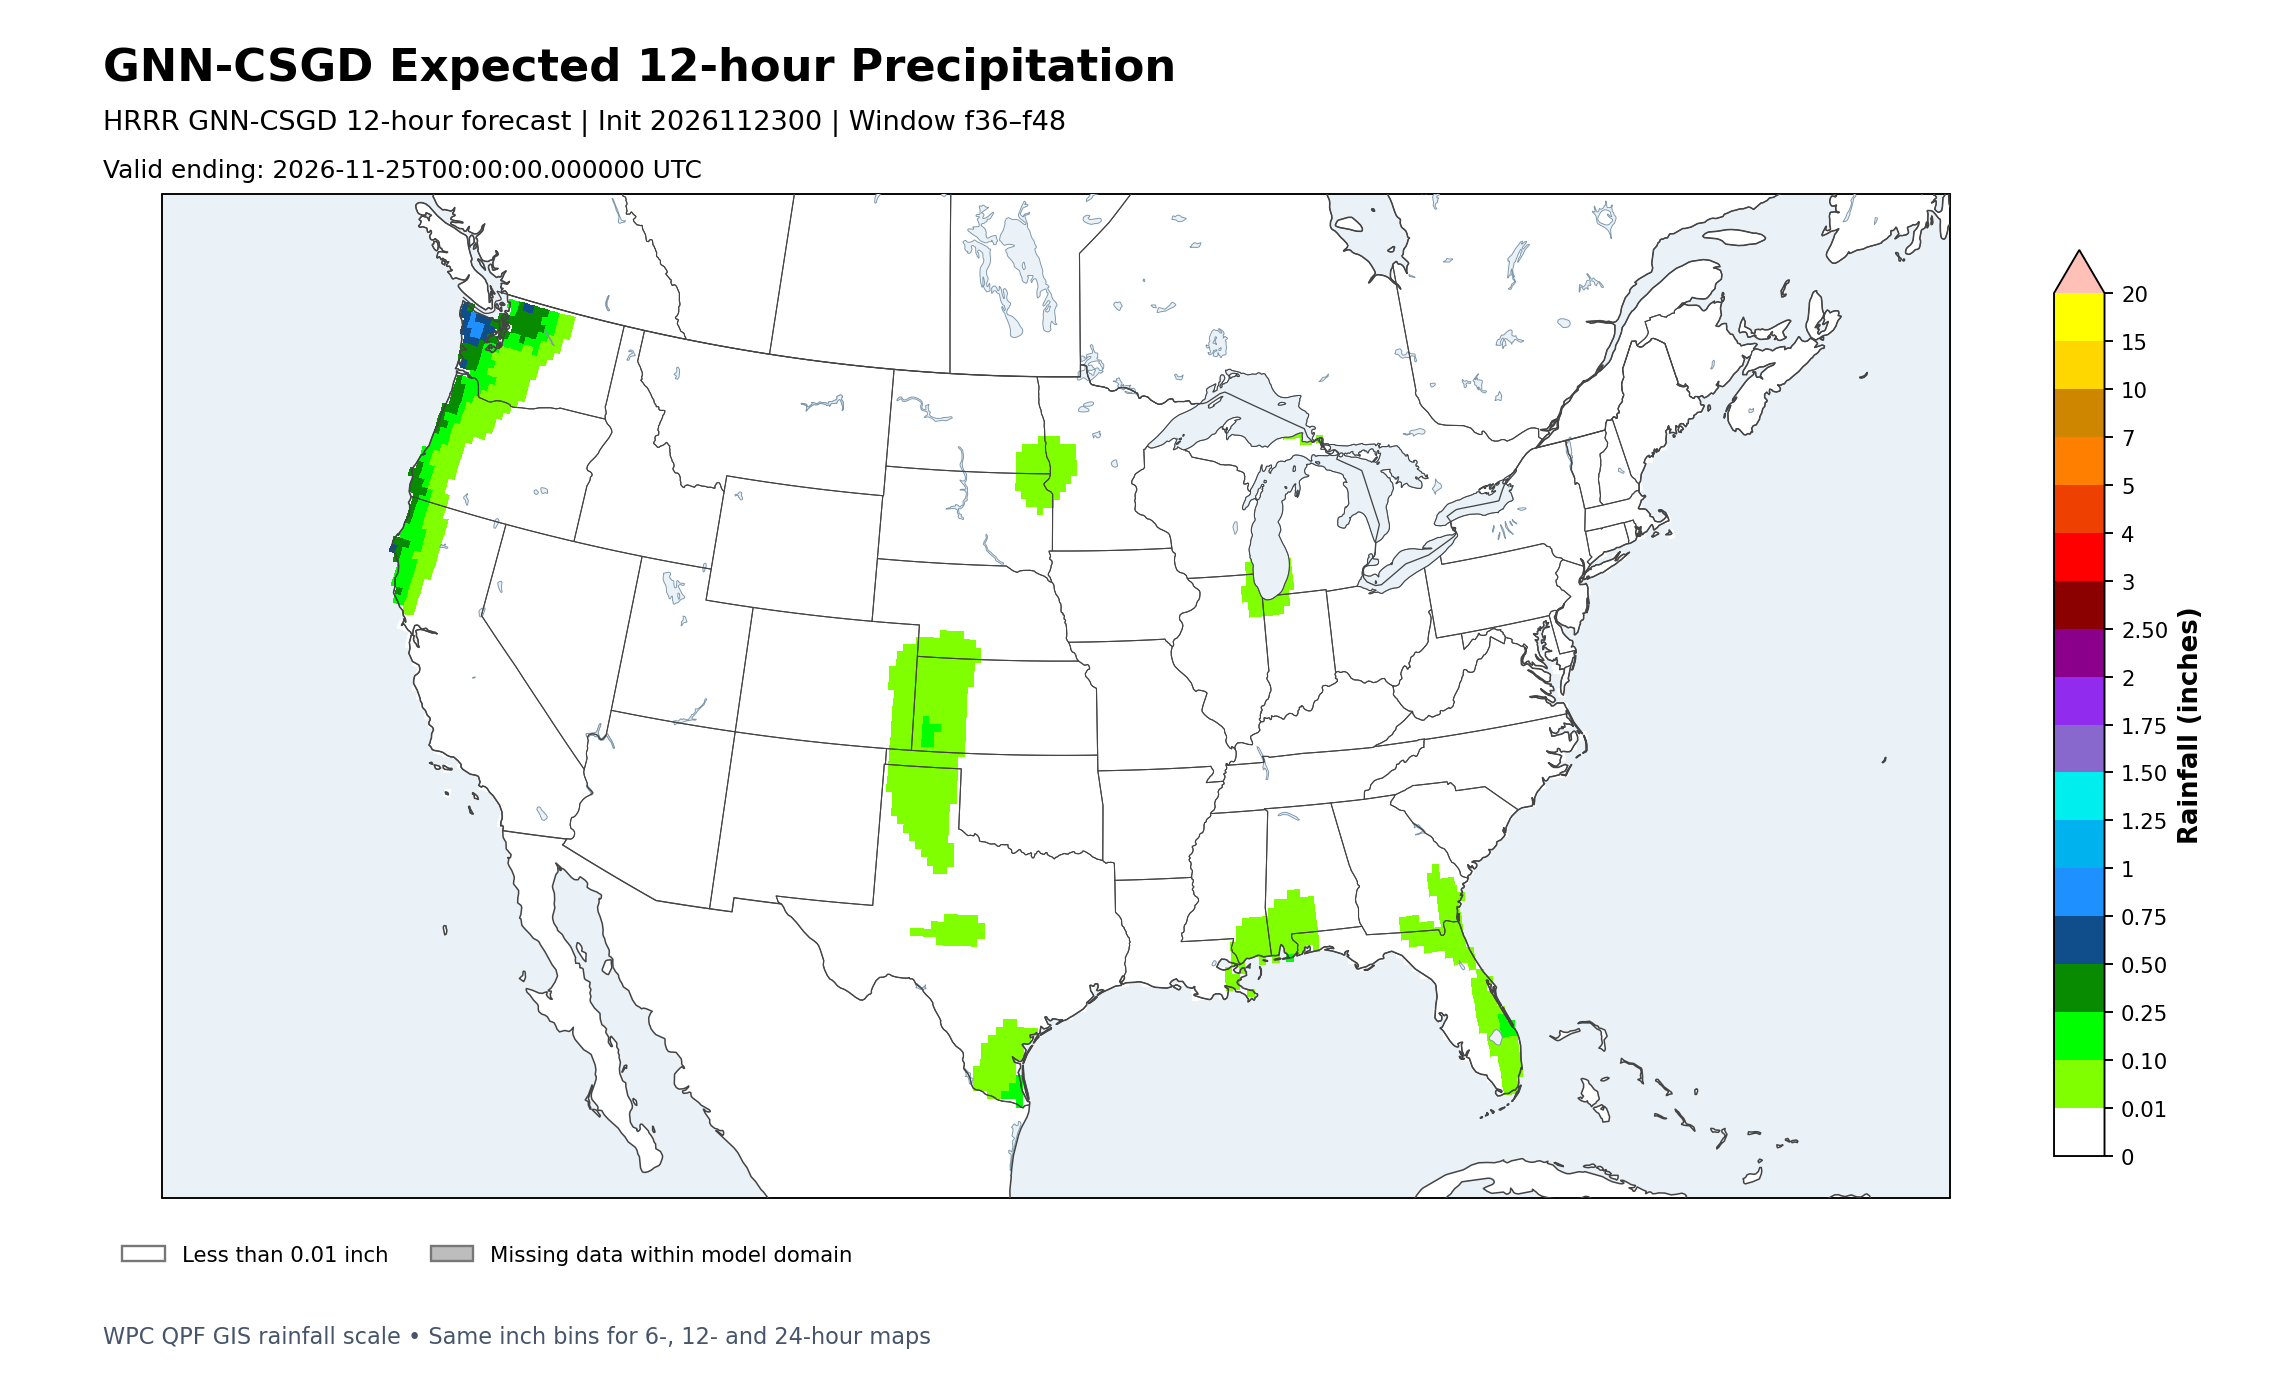 GNN-CSGD Expected 12-hour Precipitation
HRRR GNN-CSGD 12-hour forecast | Init 2026112300 | Window f36–f48
Valid ending: 2026-11-25T00:00:00.000000 UTC
20
15
10
7
5
4
3
2.50
2
1.75
1.50
1.25
1
0.75
0.50
0.25
0.10
0.01
0
Rainfall (inches)
Less than 0.01 inch
Missing data within model domain
WPC QPF GIS rainfall scale • Same inch bins for 6-, 12- and 24-hour maps